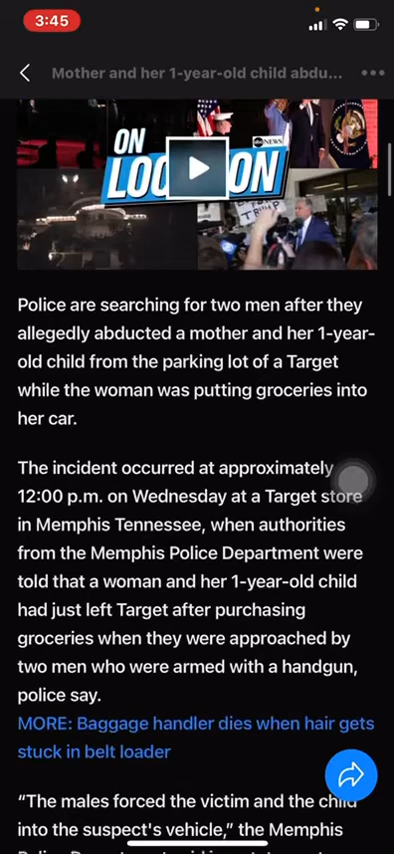 3:45
Mother and her 1-year-old child abdu...
ON
LOC ON
abc NEWS
Police are searching for two men after they
allegedly abducted a mother and her 1-year-
old child from the parking lot of a Target
while the woman was putting groceries into
her car.
The incident occurred at approximately
12:00 p.m. on Wednesday at a Target store
in Memphis Tennessee, when authorities
from the Memphis Police Department were
told that a woman and her 1-year-old child
had just left Target after purchasing
groceries when they were approached by
two men who were armed with a handgun,
police say.
MORE: Baggage handler dies when hair gets
stuck in belt loader
“The males forced the victim and the child
into the suspect's vehicle,” the Memphis